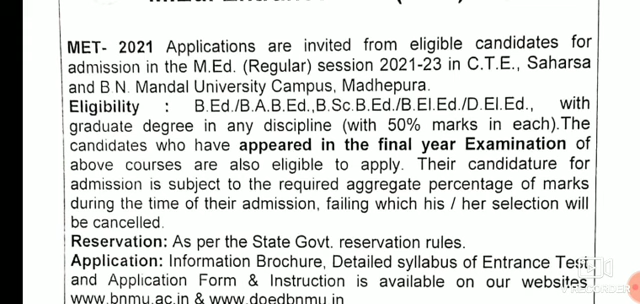 MET- 2021 Applications are invited from eligible candidates for
admission in the M.Ed. (Regular) session 2021-23 in C.T.E., Saharsa
and B.N. Mandal University Campus, Madhepura.
Eligibility : B.Ed./B.A.B.Ed.,B.Sc.B.Ed./B.El.Ed./D.El.Ed., with
graduate degree in any discipline (with 50% marks in each).The
candidates who have appeared in the final year Examination of
above courses are also eligible to apply. Their candidature for
admission is subject to the required aggregate percentage of marks
during the time of their admission, failing which his / her selection will
be cancelled.
Reservation: As per the State Govt. reservation rules.
Application: Information Brochure, Detailed syllabus of Entrance Test
and Application Form & Instruction is available on our websites
www.bnmu.ac.in & www.doedbnmu.in
RECORDER